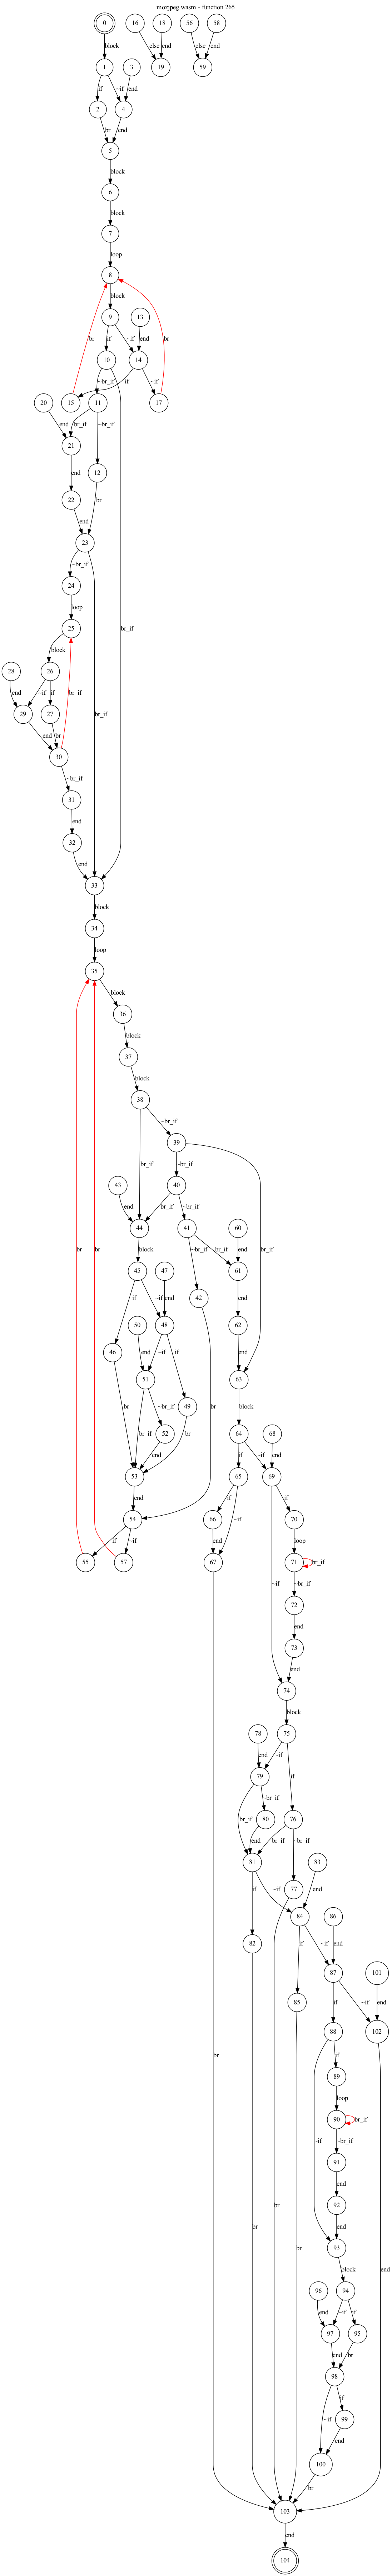 mozjpeg.wasm - function 265
0 16 18 56 58
block else end else end
1 3 19 59
if ~if end
2 4
br end
5
block
6
block
7
loop
8
block
9 13
br if ~if end br
10 14
~br_if if ~if
20 11 15 17
end br_if ~br_if
21 12
end br
22
end
23 br_if
~br_if
24
loop
25
28 block
26
end ~if if br_if br_if
29 27
end br
30
~br_if
31
end
32
end
33
block
34
loop
35
block
36
block
37
block
38
~br_if
39
br_if ~br_if
43 40
end br_if ~br_if
44 41 60
block ~br_if br_if end br_if
45 47 61
if ~if end end
50 48 42 62
46 end ~if if end
51 63
br ~br_if br block
br_if 52 49 br 64 68
end if ~if end
53 65 69
end if ~if if
54 66 70
br br if ~if end loop
55 57 67 71 br_if
~br_if
72
end
~if 73
end
74
block
78 75
end ~if if
79 76
br_if ~br_if
80 br_if ~br_if
end
81 83
if ~if 77 end
82 84 86
if ~if end
85 87 101
if ~if end
88 102
if
89
loop
br 90 br_if
~br_if
~if 91
br end
92
br br end
93
block end
96 94
end ~if if
97 95
end br
98
~if if
99
end
100
br
103
end
104